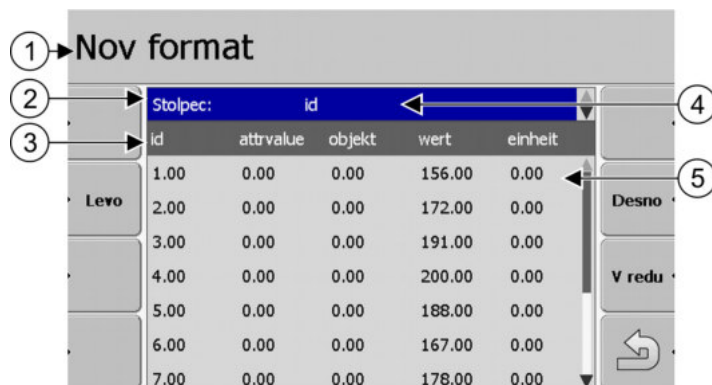 1 Nov format
2 Stolpec: id 4
3 id attrvalue objekt wert einheit
1.00 0.00 0.00 156.00 0.00 5
Levo 2.00 0.00 0.00 172.00 0.00 Desno
3.00 0.00 0.00 191.00 0.00
4.00 0.00 0.00 200.00 0.00 V redu
5.00 0.00 0.00 188.00 0.00
6.00 0.00 0.00 167.00 0.00
7.00 0.00 0.00 178.00 0.00